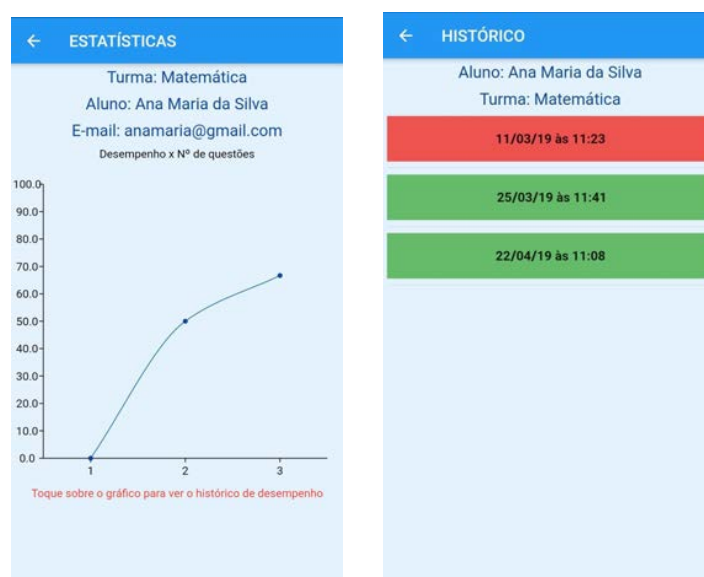 ESTATÍSTICAS
Turma: Matemática
Aluno: Ana Maria da Silva
E-mail: anamaria@gmail.com
Desempenho x Nº de questões
100.0
90.0
80.0
70.0
60.0
50.0
40.0
30.0
20.0
10.0
0.0
1 2 3
Toque sobre o gráfico para ver o histórico de desempenho
HISTÓRICO
Aluno: Ana Maria da Silva
Turma: Matemática
11/03/19 às 11:23
25/03/19 às 11:41
22/04/19 às 11:08